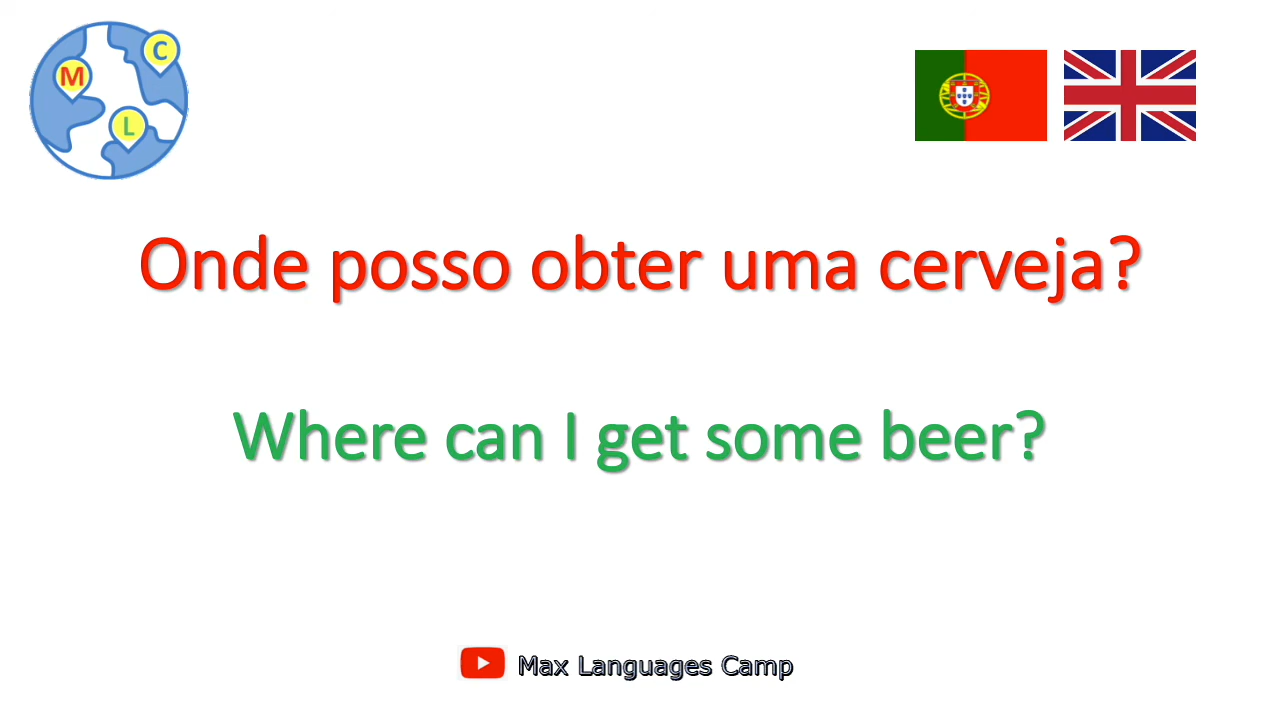 M
C
L
Onde posso obter uma cerveja?
Where can I get some beer?
Max Languages Camp